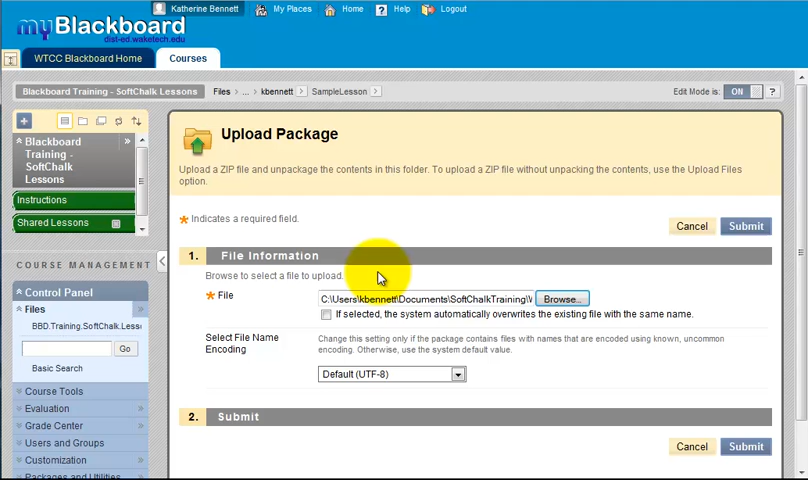 Katherine Bennett My Places Home Help Logout
myBlackboard
dist-ed.waketech.edu
WTCC Blackboard Home Courses
Blackboard Training - SoftChalk Lessons Files ... kbennett SampleLesson Edit Mode is: ON ?
Blackboard
Training -
SoftChalk
Lessons
Instructions
Shared Lessons
COURSE MANAGEMENT
Control Panel
Files
BBD.Training.SoftChalk.Less
Go
Basic Search
Course Tools
Evaluation
Grade Center
Users and Groups
Customization
Packages and Utilities
Upload Package
Upload a ZIP file and unpackage the contents in this folder. To upload a ZIP file without unpacking the contents, use the Upload Files
option.
* Indicates a required field.
Cancel Submit
1. File Information
Browse to select a file to upload.
* File C:\Users\kbennett\Documents\SoftChalkTraining\ Browse...
If selected, the system automatically overwrites the existing file with the same name.
Select File Name
Encoding
Change this setting only if the package contains files with names that are encoded using known, uncommon
encoding. Otherwise, use the system default value.
Default (UTF-8)
2. Submit
Cancel Submit